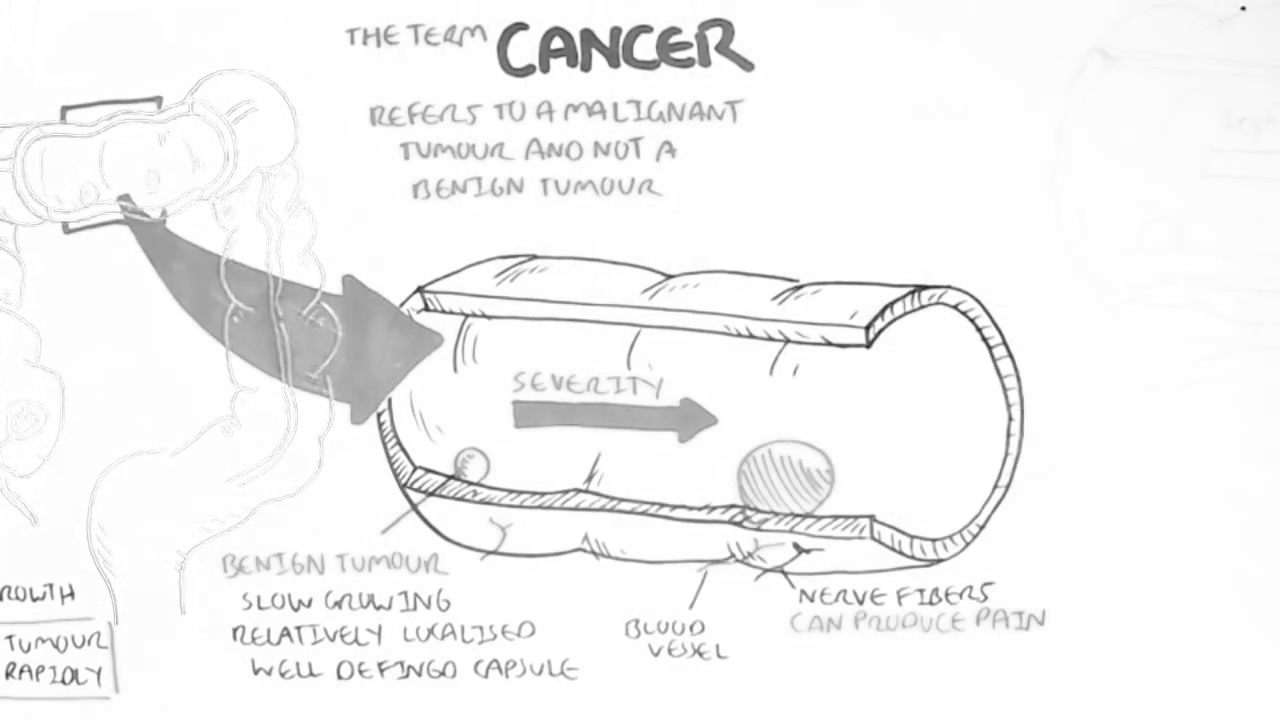 THE TERM CANCER
REFERS TO A MALIGNANT
TUMOUR AND NOT A
BENIGN TUMOUR
SEVERITY
BENIGN TUMOUR
SLOW GROWING
RELATIVELY LOCALISED
WELL DEFINED CAPSULE
BLOOD
VESSEL
NERVE FIBERS
CAN PRODUCE PAIN
ROWTH
TUMOUR
RAPIDLY